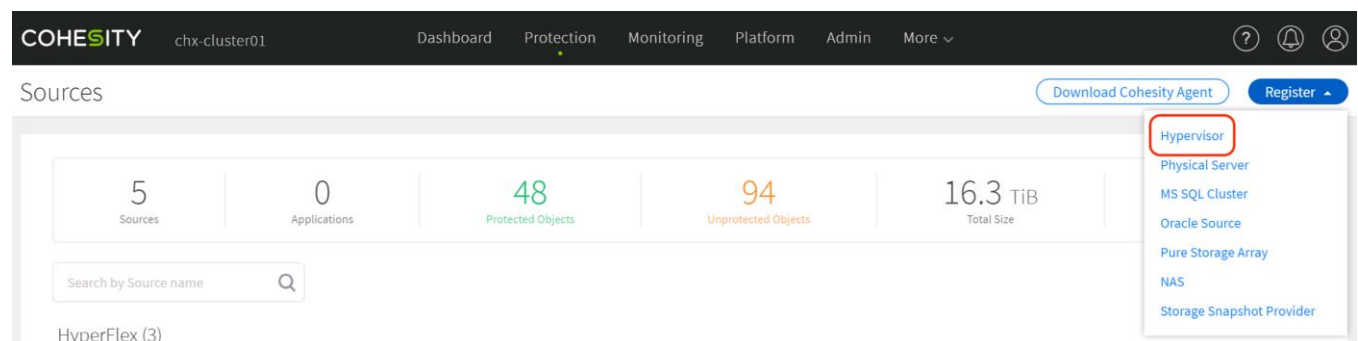 COHESITY chx-cluster01 Dashboard Protection Monitoring Platform Admin More
Sources Download Cohesity Agent Register
Hypervisor
Physical Server
MS SQL Cluster
Oracle Source
Pure Storage Array
NAS
Storage Snapshot Provider
5 0 48 94 16.3 TiB
Sources Applications Protected Objects Unprotected Objects Total Size
Search by Source name
HyperFlex (3)